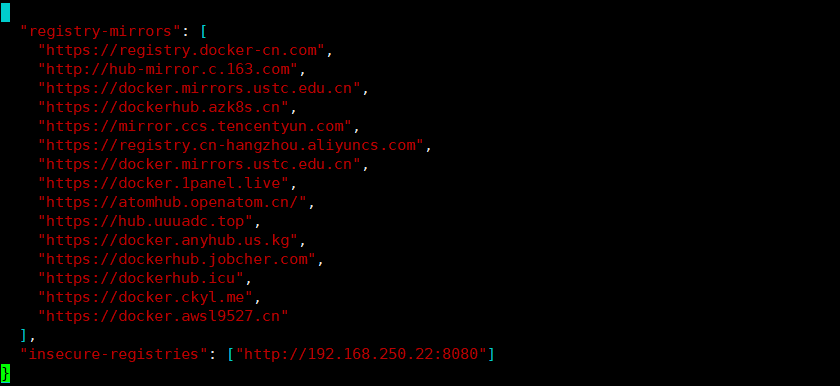 {
  "registry-mirrors": [
    "https://registry.docker-cn.com",
    "http://hub-mirror.c.163.com",
    "https://docker.mirrors.ustc.edu.cn",
    "https://dockerhub.azk8s.cn",
    "https://mirror.ccs.tencentyun.com",
    "https://registry.cn-hangzhou.aliyuncs.com",
    "https://docker.mirrors.ustc.edu.cn",
    "https://docker.1panel.live",
    "https://atomhub.openatom.cn/",
    "https://hub.uuuadc.top",
    "https://docker.anyhub.us.kg",
    "https://dockerhub.jobcher.com",
    "https://dockerhub.icu",
    "https://docker.ckyl.me",
    "https://docker.awsl9527.cn"
  ],
  "insecure-registries": ["http://192.168.250.22:8080"]
}